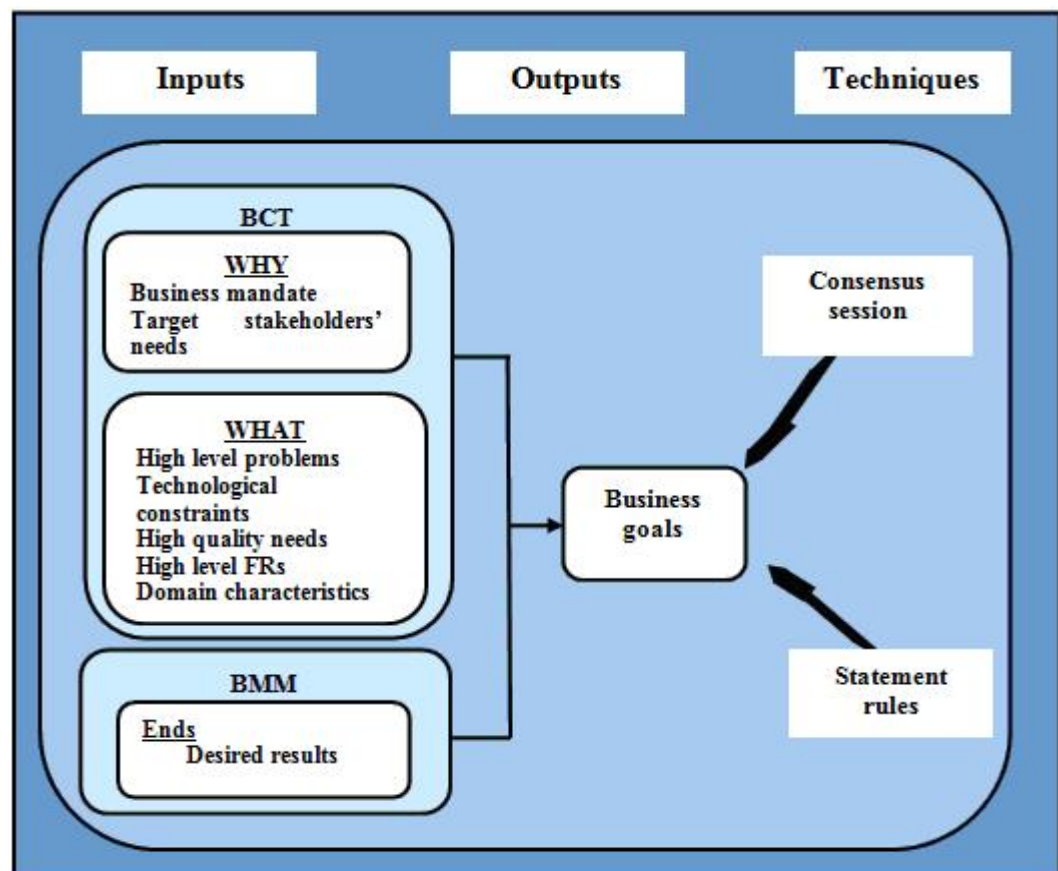 Inputs
Outputs
Techniques
BCT
WHY
Business mandate
Target stakeholders’
needs
WHAT
High level problems
Technological
constraints
High quality needs
High level FRs
Domain characteristics
BMM
Ends
Desired results
Business
goals
Consensus
session
Statement
rules